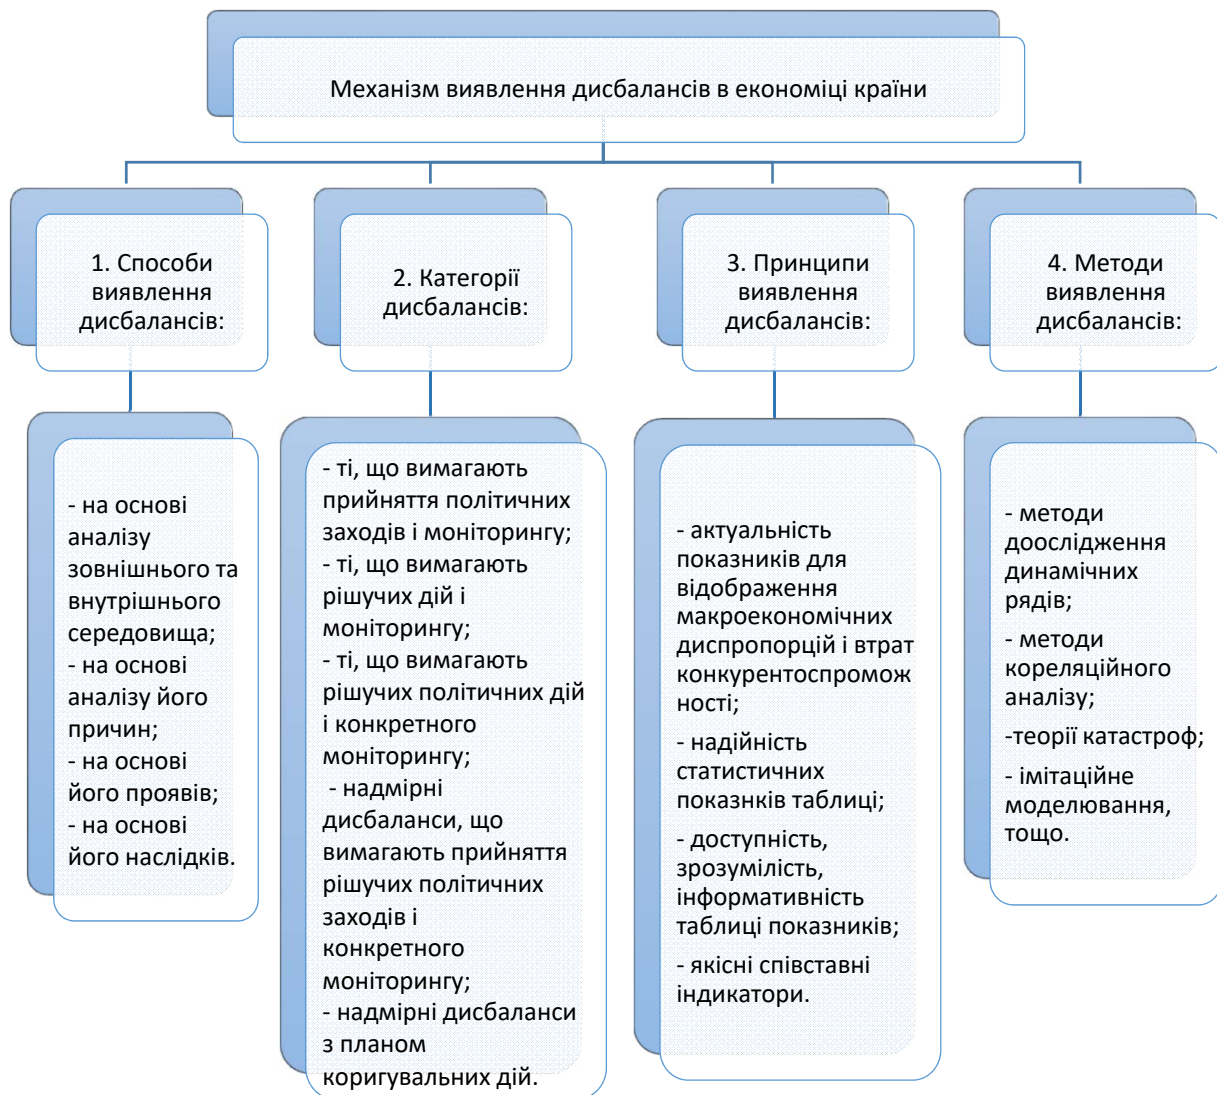 Механізм виявлення дисбалансів в економіці країни
1. Способи
виявлення
дисбалансів:
2. Категорії
дисбалансів:
3. Принципи
виявлення
дисбалансів:
4. Методи
виявлення
дисбалансів:
- на основі
аналізу
зовнішнього та
внутрішнього
середовища;
- на основі
аналізу його
причин;
- на основі
його проявів;
- на основі
його наслідків.
- ті, що вимагають
прийняття політичних
заходів і моніторингу;
- ті, що вимагають
рішучих дій і
моніторингу;
- ті, що вимагають
рішучих політичних дій
і конкретного
моніторингу;
- надмірні
дисбаланси, що
вимагають прийняття
рішучих політичних
заходів і
конкретного
моніторингу;
- надмірні дисбаланси
з планом
коригувальних дій.
- актуальність
показників для
відображення
макроекономічних
диспропорцій і втрат
конкурентоспромож
ності;
- надійність
статистичних
показнків таблиці;
- доступність,
зрозумілість,
інформативність
таблиці показників;
- якісні співставні
індикатори.
- методи
доослідження
динамічних
рядів;
- методи
кореляційного
аналізу;
-теорії катастроф;
- імітаційне
моделювання,
тощо.